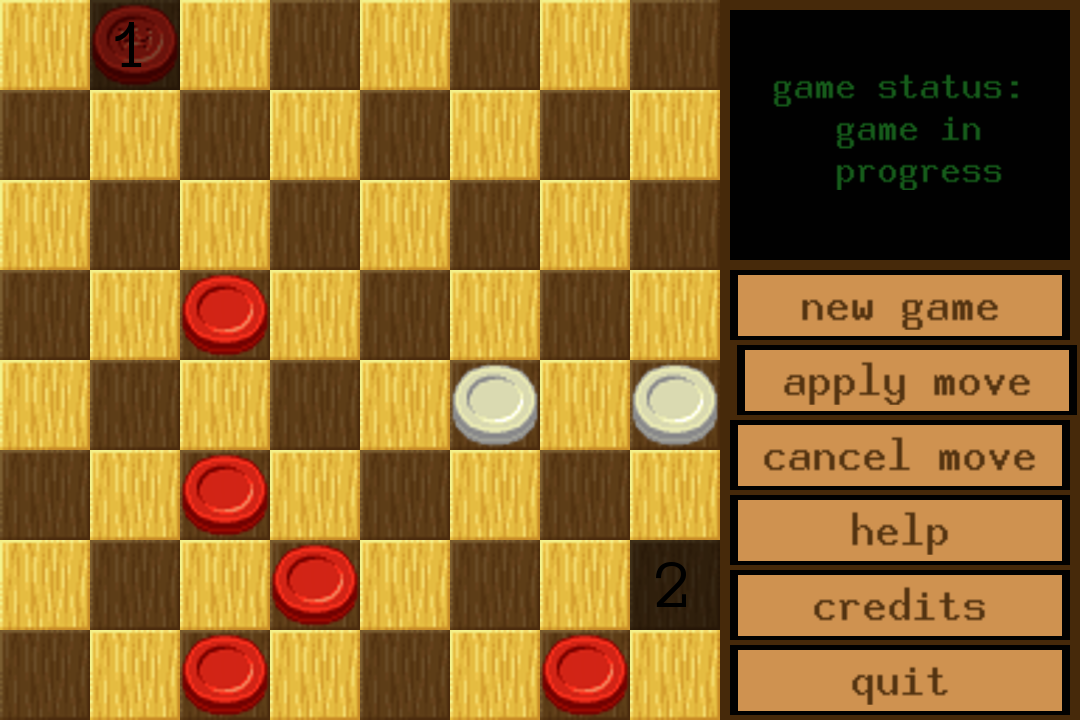 1
game status:
game in
progress
new game
apply move
cancel move
help
2
credits
quit